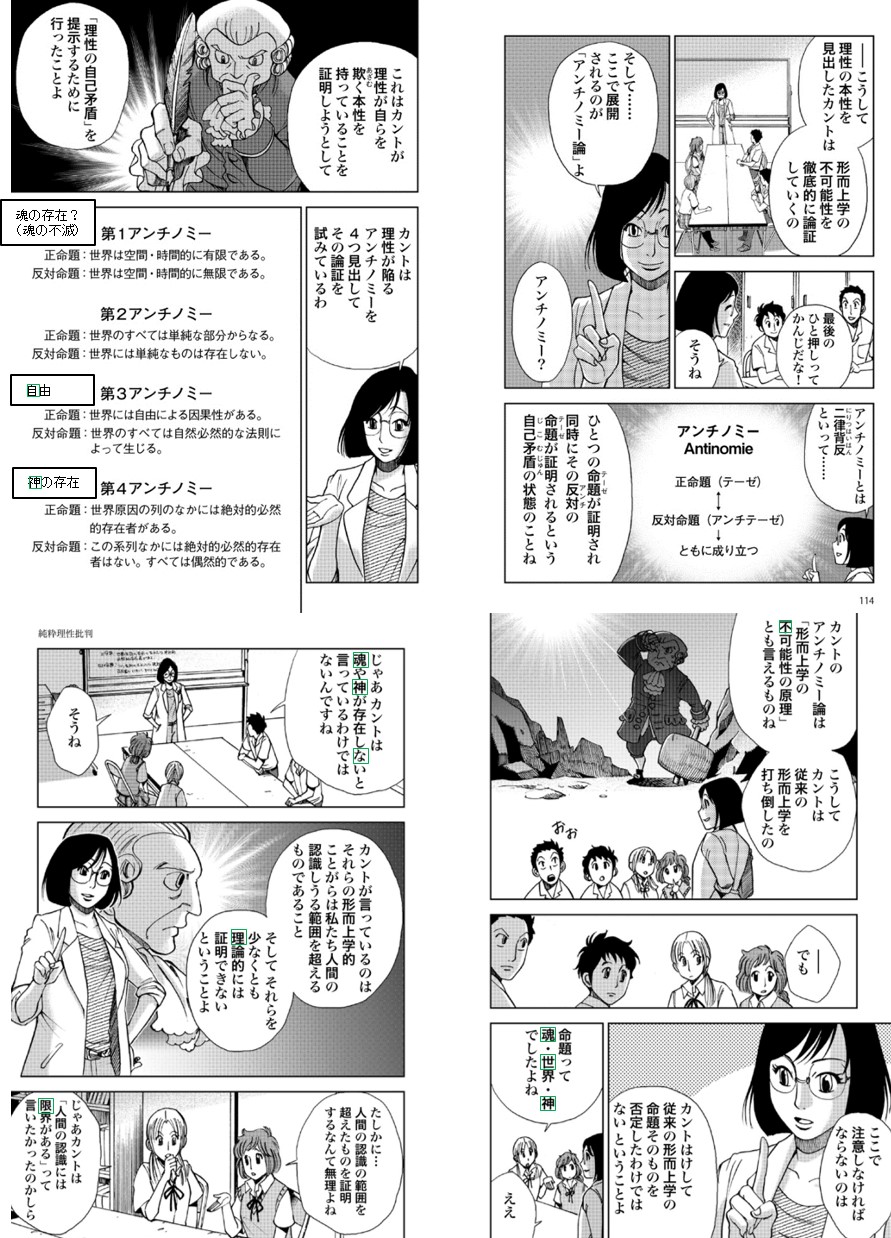 ――こうして
理性の本性を
見出したカントは
形而上学の
不可能性を
徹底的に論証
していくの
そして……
ここで展開
されるのが
「アンチノミー論」よ
最後の
ひと押しって
かんじだな！
そうね
アンチノミー？
アンチノミーとは
二律背反
にりつはいはん
といって……
アンチノミー
Antinomie
正命題（テーゼ）
↕
反対命題（アンチテーゼ）
↓
ともに成り立つ
ひとつの命題が証明され
テーゼ
同時にその反対の
アンチ
命題が証明されるという
テーゼ
自己矛盾の状態のことね
じこむじゅん
114
これはカントが
理性が自らを
欺く本性を
あざむ
持っていることを
証明しようとして
「理性の自己矛盾」を
提示するために
行ったことよ
カントは
理性が陥る
アンチノミーを
４つ見出して
その論証を
試みているわ
魂の存在？
（魂の不滅）
第１アンチノミー
正命題：世界は空間・時間的に有限である。
反対命題：世界は空間・時間的に無限である。
第２アンチノミー
正命題：世界のすべては単純な部分からなる。
反対命題：世界には単純なものは存在しない。
自由
第３アンチノミー
正命題：世界には自由による因果性がある。
反対命題：世界のすべては自然必然的な法則に
よって生じる。
神の存在
第４アンチノミー
正命題：世界原因の列のなかには絶対的必然
的存在者がある。
反対命題：この系列なかには絶対的必然的存在
者はない。すべては偶然的である。
カントの
アンチノミー論は
「形而上学の
不可能性の原理」
とも言えるものね
こうして
カントは
従来の
形而上学を
打ち倒したの
おお
でも
――
ここで
注意しなければ
ならないのは
カントはけして
従来の形而上学の
命題そのものを
否定したわけでは
ない ということよ
命題って
魂・世界・神
でしたよね
ええ
純粋理性批判
じゃあ カントは
魂や神が存在しないと
言っているわけでは
ないんですね
そうね
カントが言っているのは
それらの形而上学的
ことがらは私たち人間の
認識しうる範囲を超える
ものであること
そして それらを
少なくとも
理論的には
証明できない
ということよ
たしかに…
人間の認識の範囲を
超えたものを証明
するなんて無理よね
じゃあカントは
「人間の認識には
限界がある」って
言いたかったのかしら